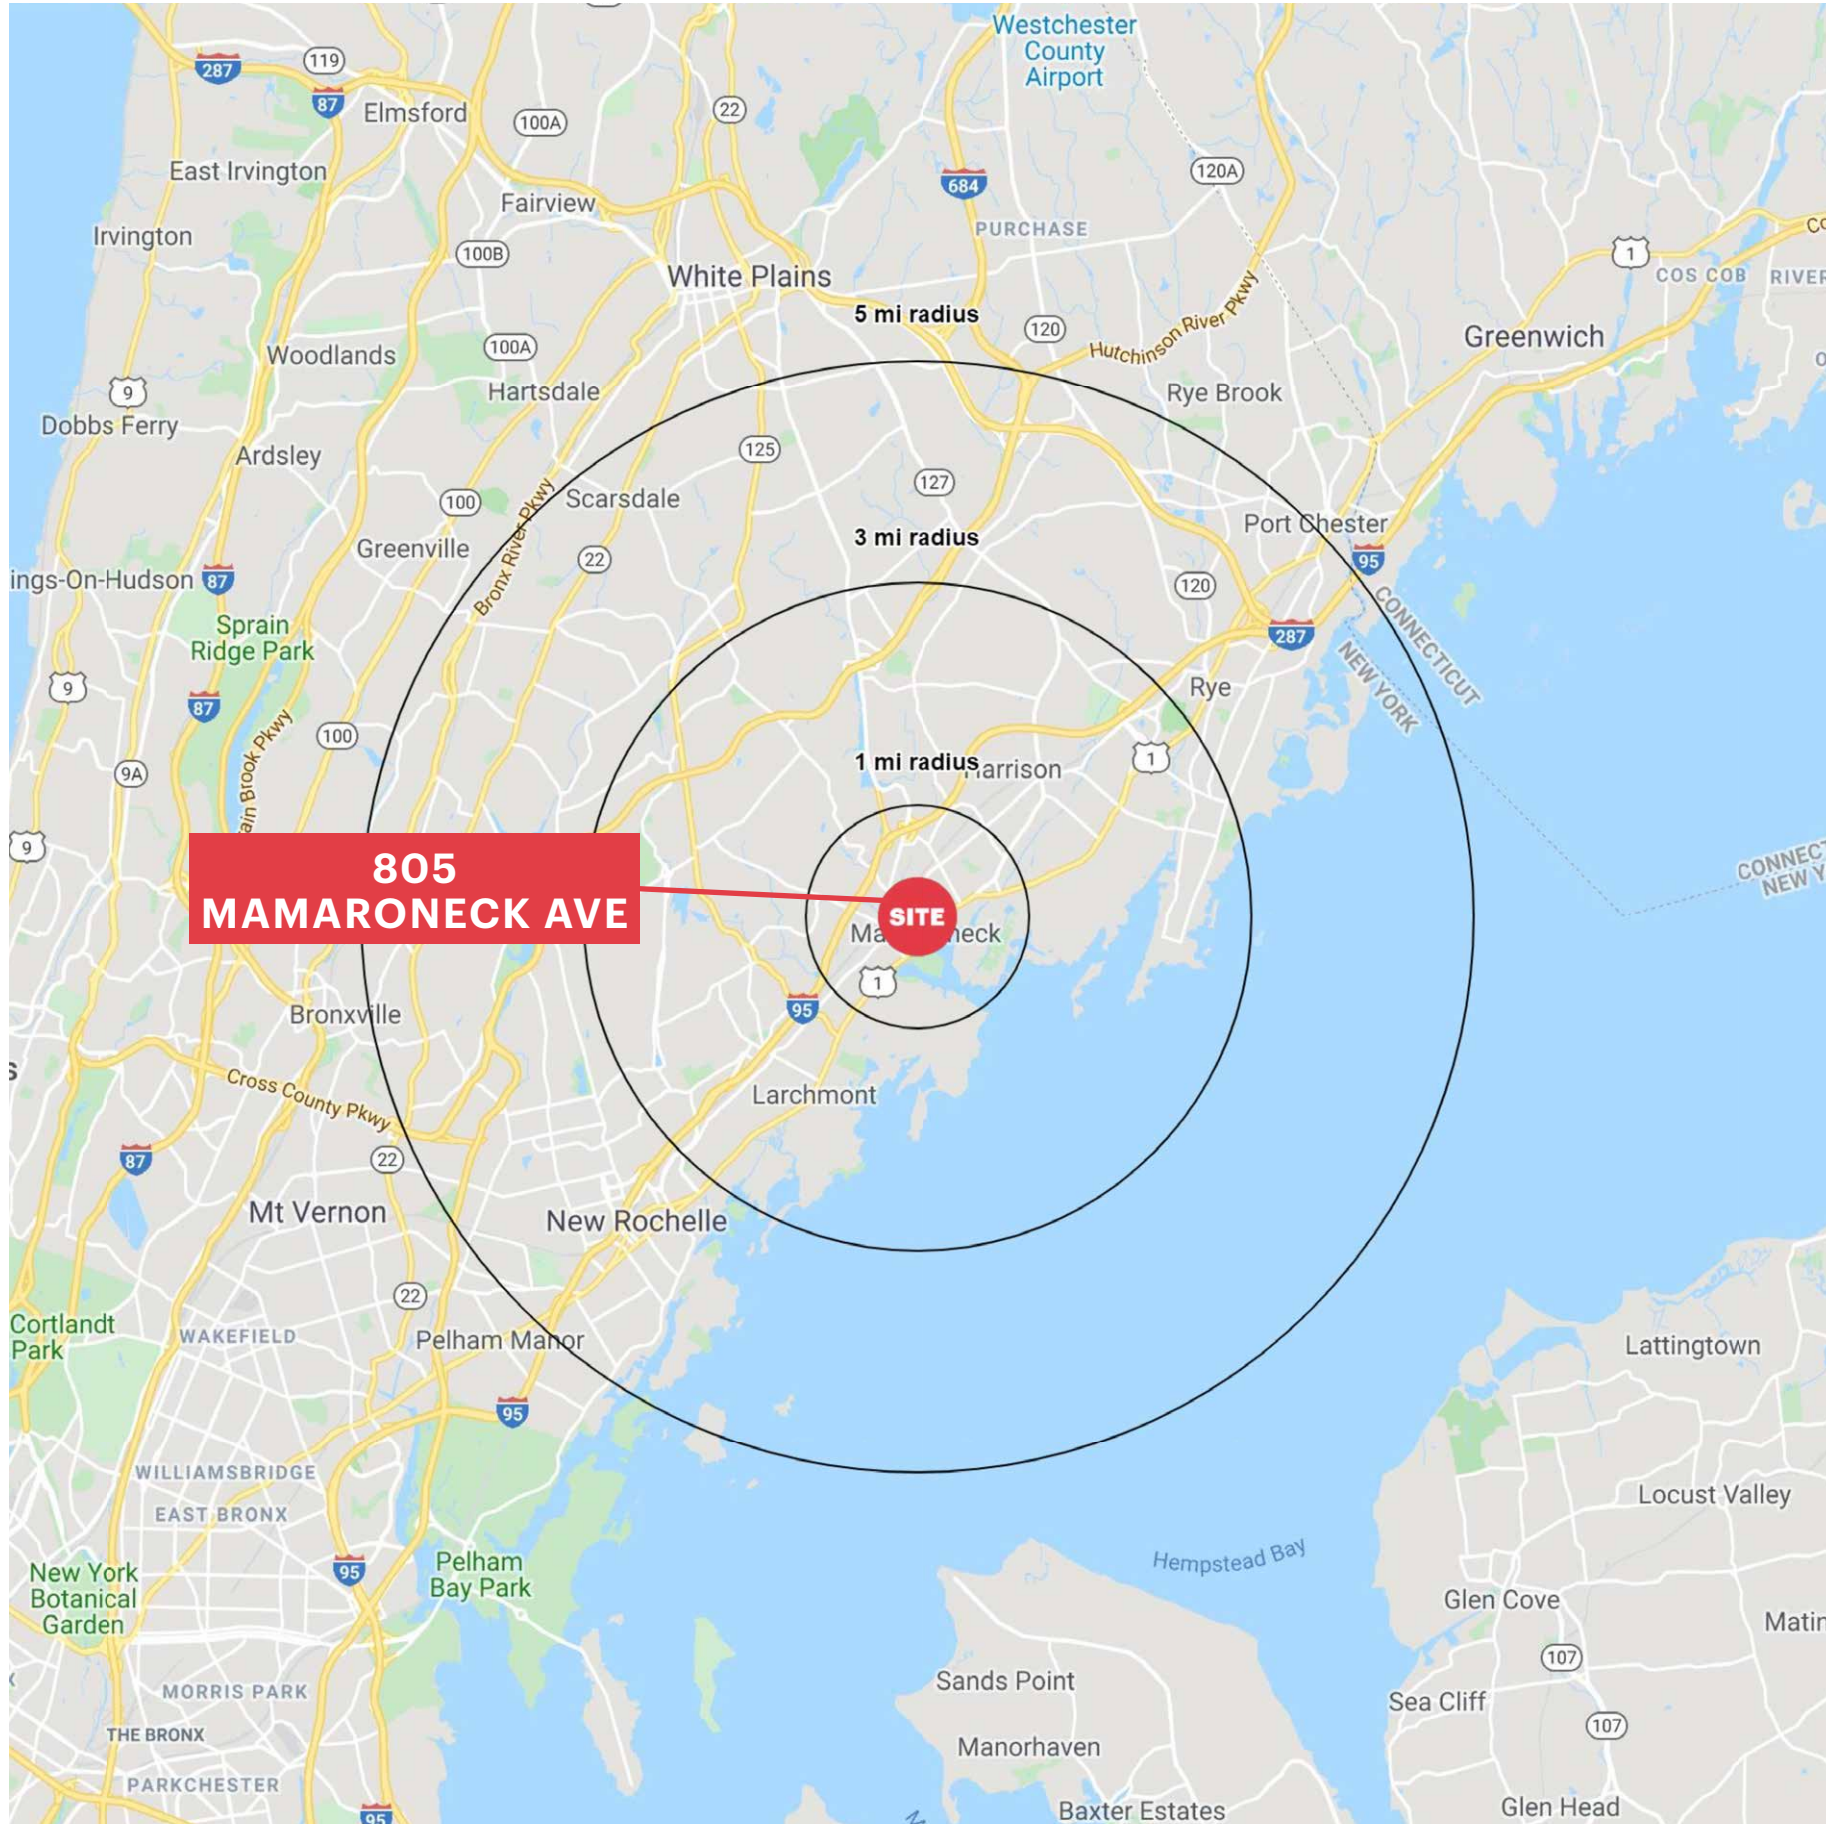 Westchester
County
Airport
287
119
87
Elmsford
100A
22
East Irvington
684
120A
Fairview
PURCHASE
Irvington
100B
1
COS COB
White Plains
5 mi radius
120
Hutchinson River Pkwy
Greenwich
100A
Woodlands
9
Hartsdale
Rye Brook
Dobbs Ferry
Ardsley
125
127
100
Scarsdale
Bronx River Pkwy
Port Chester
3 mi radius
Greenville
22
95
ings-On-Hudson
87
120
CONNECTICUT
NEW YORK
Sprain
Ridge Park
287
9
87
Rye
100
1
9A
ain Brook Pkwy
1 mi radius
Harrison
9
805
MAMARONECK AVE
SITE
CONNECT
NEW Y
1
95
Bronxville
Cross County Pkwy
Larchmont
87
22
Mt Vernon
New Rochelle
22
Cortlandt
Park
WAKEFIELD
Pelham Manor
Lattingtown
95
WILLIAMSBRIDGE
EAST BRONX
Locust Valley
Hempstead Bay
New York
Botanical
Garden
95
Pelham
Bay Park
Glen Cove
Matin
107
MORRIS PARK
Sands Point
Sea Cliff
107
THE BRONX
Manorhaven
PARKCHESTER
95
Baxter Estates
Glen Head